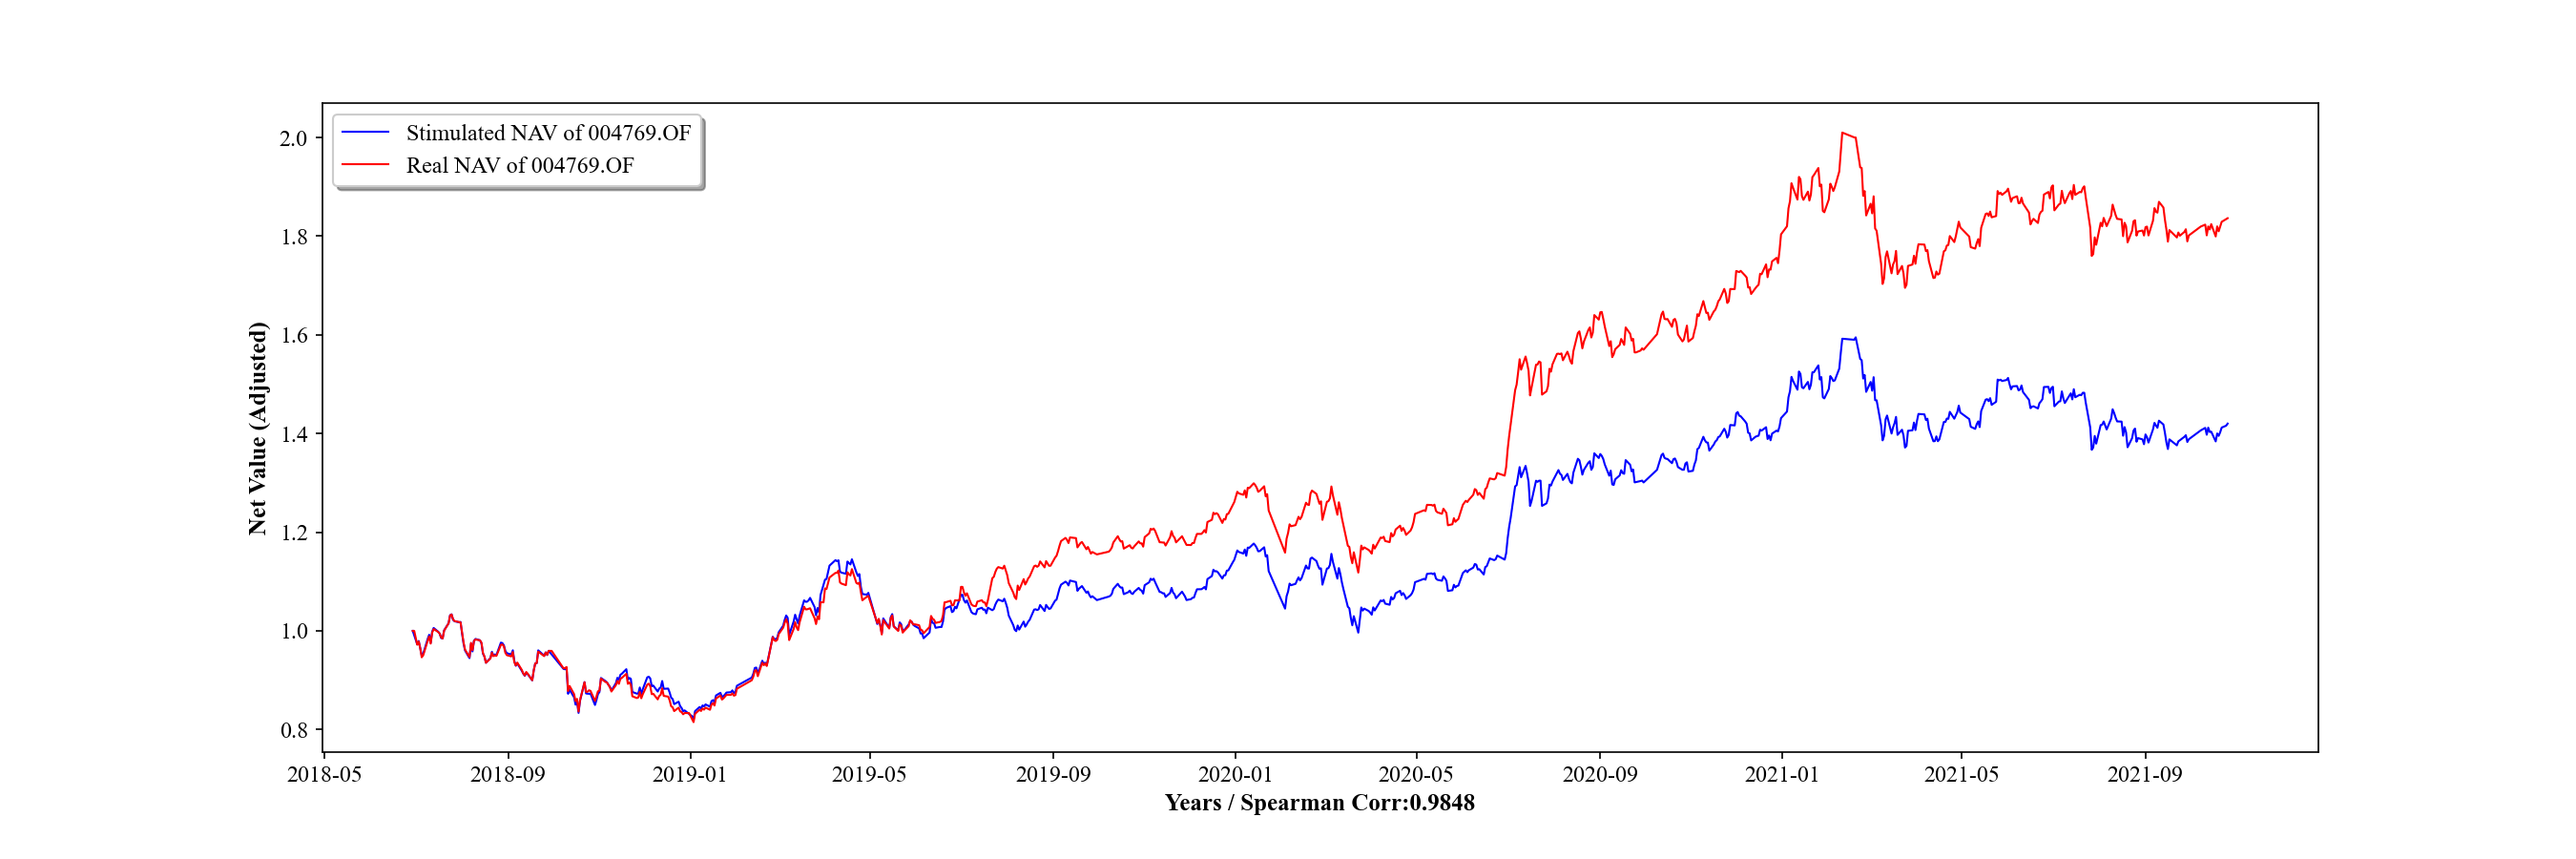 Stimulated NAV of 004769.OF
Real NAV of 004769.OF
Net Value (Adjusted)
2.0
1.8
1.6
1.4
1.2
1.0
0.8
2018-05 2018-09 2019-01 2019-05 2019-09 2020-01 2020-05 2020-09 2021-01 2021-05 2021-09
Years / Spearman Corr:0.9848